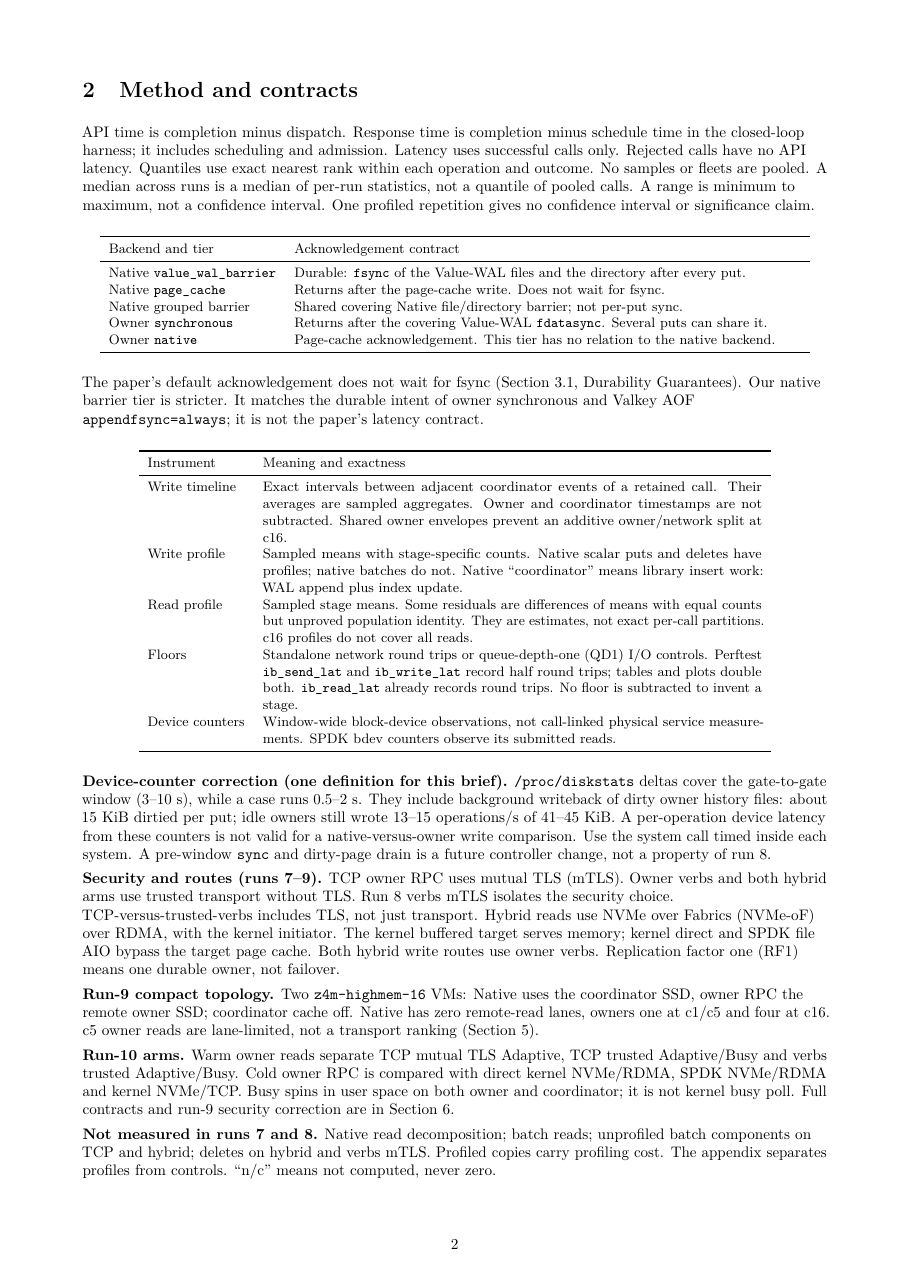 2 Method and contracts
API time is completion minus dispatch. Response time is completion minus schedule time in the closed-loop
harness; it includes scheduling and admission. Latency uses successful calls only. Rejected calls have no API
latency. Quantiles use exact nearest rank within each operation and outcome. No samples or fleets are pooled. A
median across runs is a median of per-run statistics, not a quantile of pooled calls. A range is minimum to
maximum, not a confidence interval. One profiled repetition gives no confidence interval or significance claim.
Backend and tier Acknowledgement contract
Native value_wal_barrier Durable: fsync of the Value-WAL files and the directory after every put.
Native page_cache Returns after the page-cache write. Does not wait for fsync.
Native grouped barrier Shared covering Native file/directory barrier; not per-put sync.
Owner synchronous Returns after the covering Value-WAL fdatasync. Several puts can share it.
Owner native Page-cache acknowledgement. This tier has no relation to the native backend.
The paper's default acknowledgement does not wait for fsync (Section 3.1, Durability Guarantees). Our native
barrier tier is stricter. It matches the durable intent of owner synchronous and Valkey AOF
appendfsync=always; it is not the paper's latency contract.
Instrument Meaning and exactness
Write timeline Exact intervals between adjacent coordinator events of a retained call. Their
averages are sampled aggregates. Owner and coordinator timestamps are not
subtracted. Shared owner envelopes prevent an additive owner/network split at
c16.
Write profile Sampled means with stage-specific counts. Native scalar puts and deletes have
profiles; native batches do not. Native “coordinator” means library insert work:
WAL append plus index update.
Read profile Sampled stage means. Some residuals are differences of means with equal counts
but unproved population identity. They are estimates, not exact per-call partitions.
c16 profiles do not cover all reads.
Floors Standalone network round trips or queue-depth-one (QD1) I/O controls. Perftest
ib_send_lat and ib_write_lat record half round trips; tables and plots double
both. ib_read_lat already records round trips. No floor is subtracted to invent a
stage.
Device counters Window-wide block-device observations, not call-linked physical service measure-
ments. SPDK bdev counters observe its submitted reads.
Device-counter correction (one definition for this brief). /proc/diskstats deltas cover the gate-to-gate
window (3–10 s), while a case runs 0.5–2 s. They include background writeback of dirty owner history files: about
15 KiB dirtied per put; idle owners still wrote 13–15 operations/s of 41–45 KiB. A per-operation device latency
from these counters is not valid for a native-versus-owner write comparison. Use the system call timed inside each
system. A pre-window sync and dirty-page drain is a future controller change, not a property of run 8.
Security and routes (runs 7–9). TCP owner RPC uses mutual TLS (mTLS). Owner verbs and both hybrid
arms use trusted transport without TLS. Run 8 verbs mTLS isolates the security choice.
TCP-versus-trusted-verbs includes TLS, not just transport. Hybrid reads use NVMe over Fabrics (NVMe-oF)
over RDMA, with the kernel initiator. The kernel buffered target serves memory; kernel direct and SPDK file
AIO bypass the target page cache. Both hybrid write routes use owner verbs. Replication factor one (RF1)
means one durable owner, not failover.
Run-9 compact topology. Two z4m-highmem-16 VMs: Native uses the coordinator SSD, owner RPC the
remote owner SSD; coordinator cache off. Native has zero remote-read lanes, owners one at c1/c5 and four at c16.
c5 owner reads are lane-limited, not a transport ranking (Section 5).
Run-10 arms. Warm owner reads separate TCP mutual TLS Adaptive, TCP trusted Adaptive/Busy and verbs
trusted Adaptive/Busy. Cold owner RPC is compared with direct kernel NVMe/RDMA, SPDK NVMe/RDMA
and kernel NVMe/TCP. Busy spins in user space on both owner and coordinator; it is not kernel busy poll. Full
contracts and run-9 security correction are in Section 6.
Not measured in runs 7 and 8. Native read decomposition; batch reads; unprofiled batch components on
TCP and hybrid; deletes on hybrid and verbs mTLS. Profiled copies carry profiling cost. The appendix separates
profiles from controls. “n/c” means not computed, never zero.
2